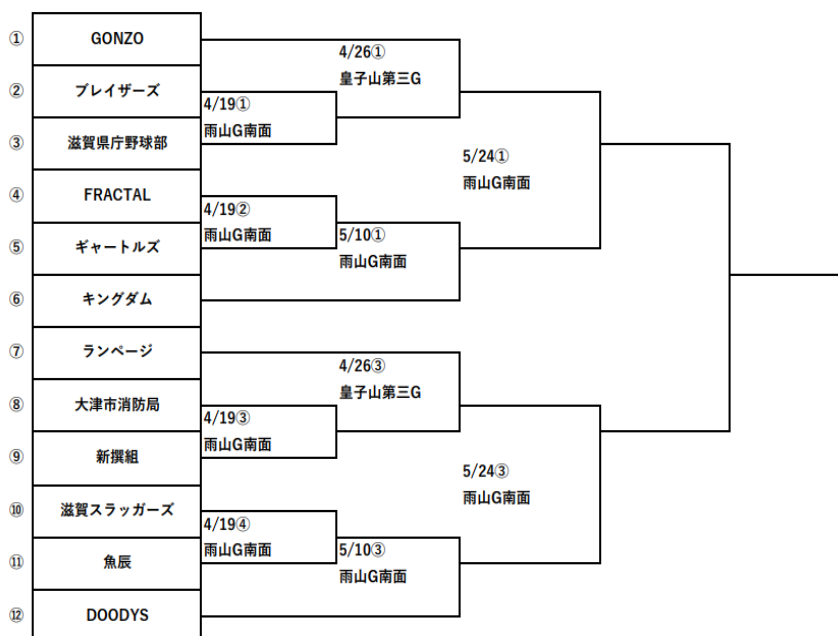 ① GONZO
② ブレイザーズ
③ 滋賀県庁野球部
④ FRACTAL
⑤ ギャートルズ
⑥ キングダム
⑦ ランページ
⑧ 大津市消防局
⑨ 新撰組
⑩ 滋賀スラッガーズ
⑪ 魚辰
⑫ DOODYS
4/19①
雨山G南面
4/19②
雨山G南面
4/19③
雨山G南面
4/19④
雨山G南面
4/26①
皇子山第三G
5/10①
雨山G南面
4/26③
皇子山第三G
5/10③
雨山G南面
5/24①
雨山G南面
5/24③
雨山G南面